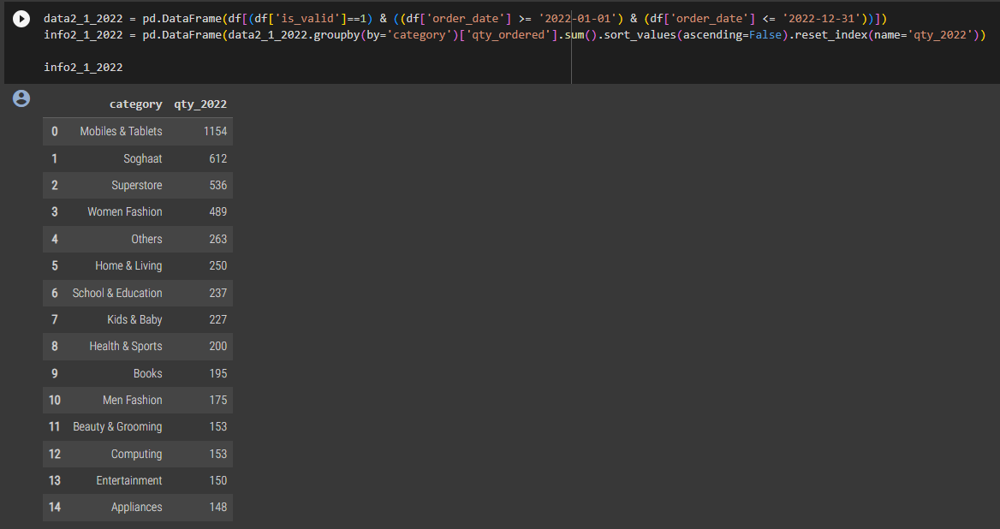 data2_1_2022 = pd.DataFrame(df[(df['is_valid']==1) & ((df['order_date'] >= '2022-01-01') & (df['order_date'] <= '2022-12-31'))])
info2_1_2022 = pd.DataFrame(data2_1_2022.groupby(by='category')['qty_ordered'].sum().sort_values(ascending=False).reset_index(name='qty_2022'))
info2_1_2022
category qty_2022
0 Mobiles & Tablets 1154
1 Soghaat 612
2 Superstore 536
3 Women Fashion 489
4 Others 263
5 Home & Living 250
6 School & Education 237
7 Kids & Baby 227
8 Health & Sports 200
9 Books 195
10 Men Fashion 175
11 Beauty & Grooming 153
12 Computing 153
13 Entertainment 150
14 Appliances 148